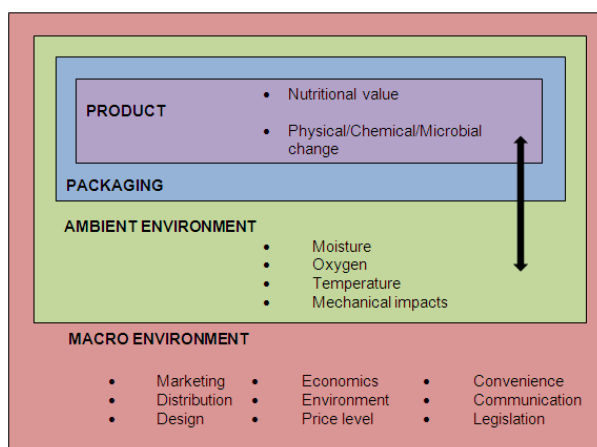 • Nutritional value
PRODUCT
• Physical/Chemical/Microbial
change
PACKAGING
AMBIENT ENVIRONMENT
• Moisture
• Oxygen
• Temperature
• Mechanical impacts
MACRO ENVIRONMENT
• Marketing • Economics • Convenience
• Distribution • Environment • Communication
• Design • Price level • Legislation